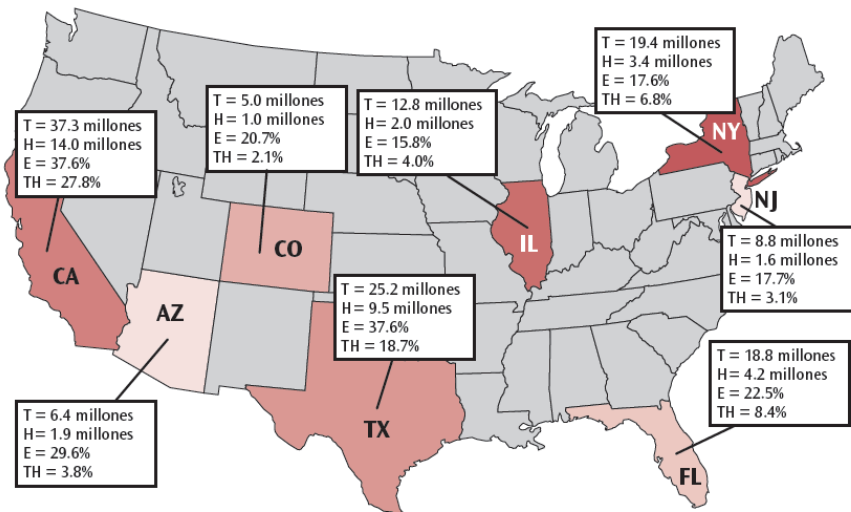 T = 19.4 millones
H = 3.4 millones
E = 17.6%
TH = 6.8%
NY
T = 5.0 millones
H = 1.0 millones
E = 20.7%
TH = 2.1%
T = 12.8 millones
H = 2.0 millones
E = 15.8%
TH = 4.0%
T = 37.3 millones
H = 14.0 millones
E = 37.6%
TH = 27.8%
NJ
T = 8.8 millones
H = 1.6 millones
E = 17.7%
TH = 3.1%
CO
IL
CA
AZ
T = 25.2 millones
H = 9.5 millones
E = 37.6%
TH = 18.7%
TX
T = 18.8 millones
H= 4.2 millones
E = 22.5%
TH = 8.4%
FL
T = 6.4 millones
H= 1.9 millones
E = 29.6%
TH = 3.8%